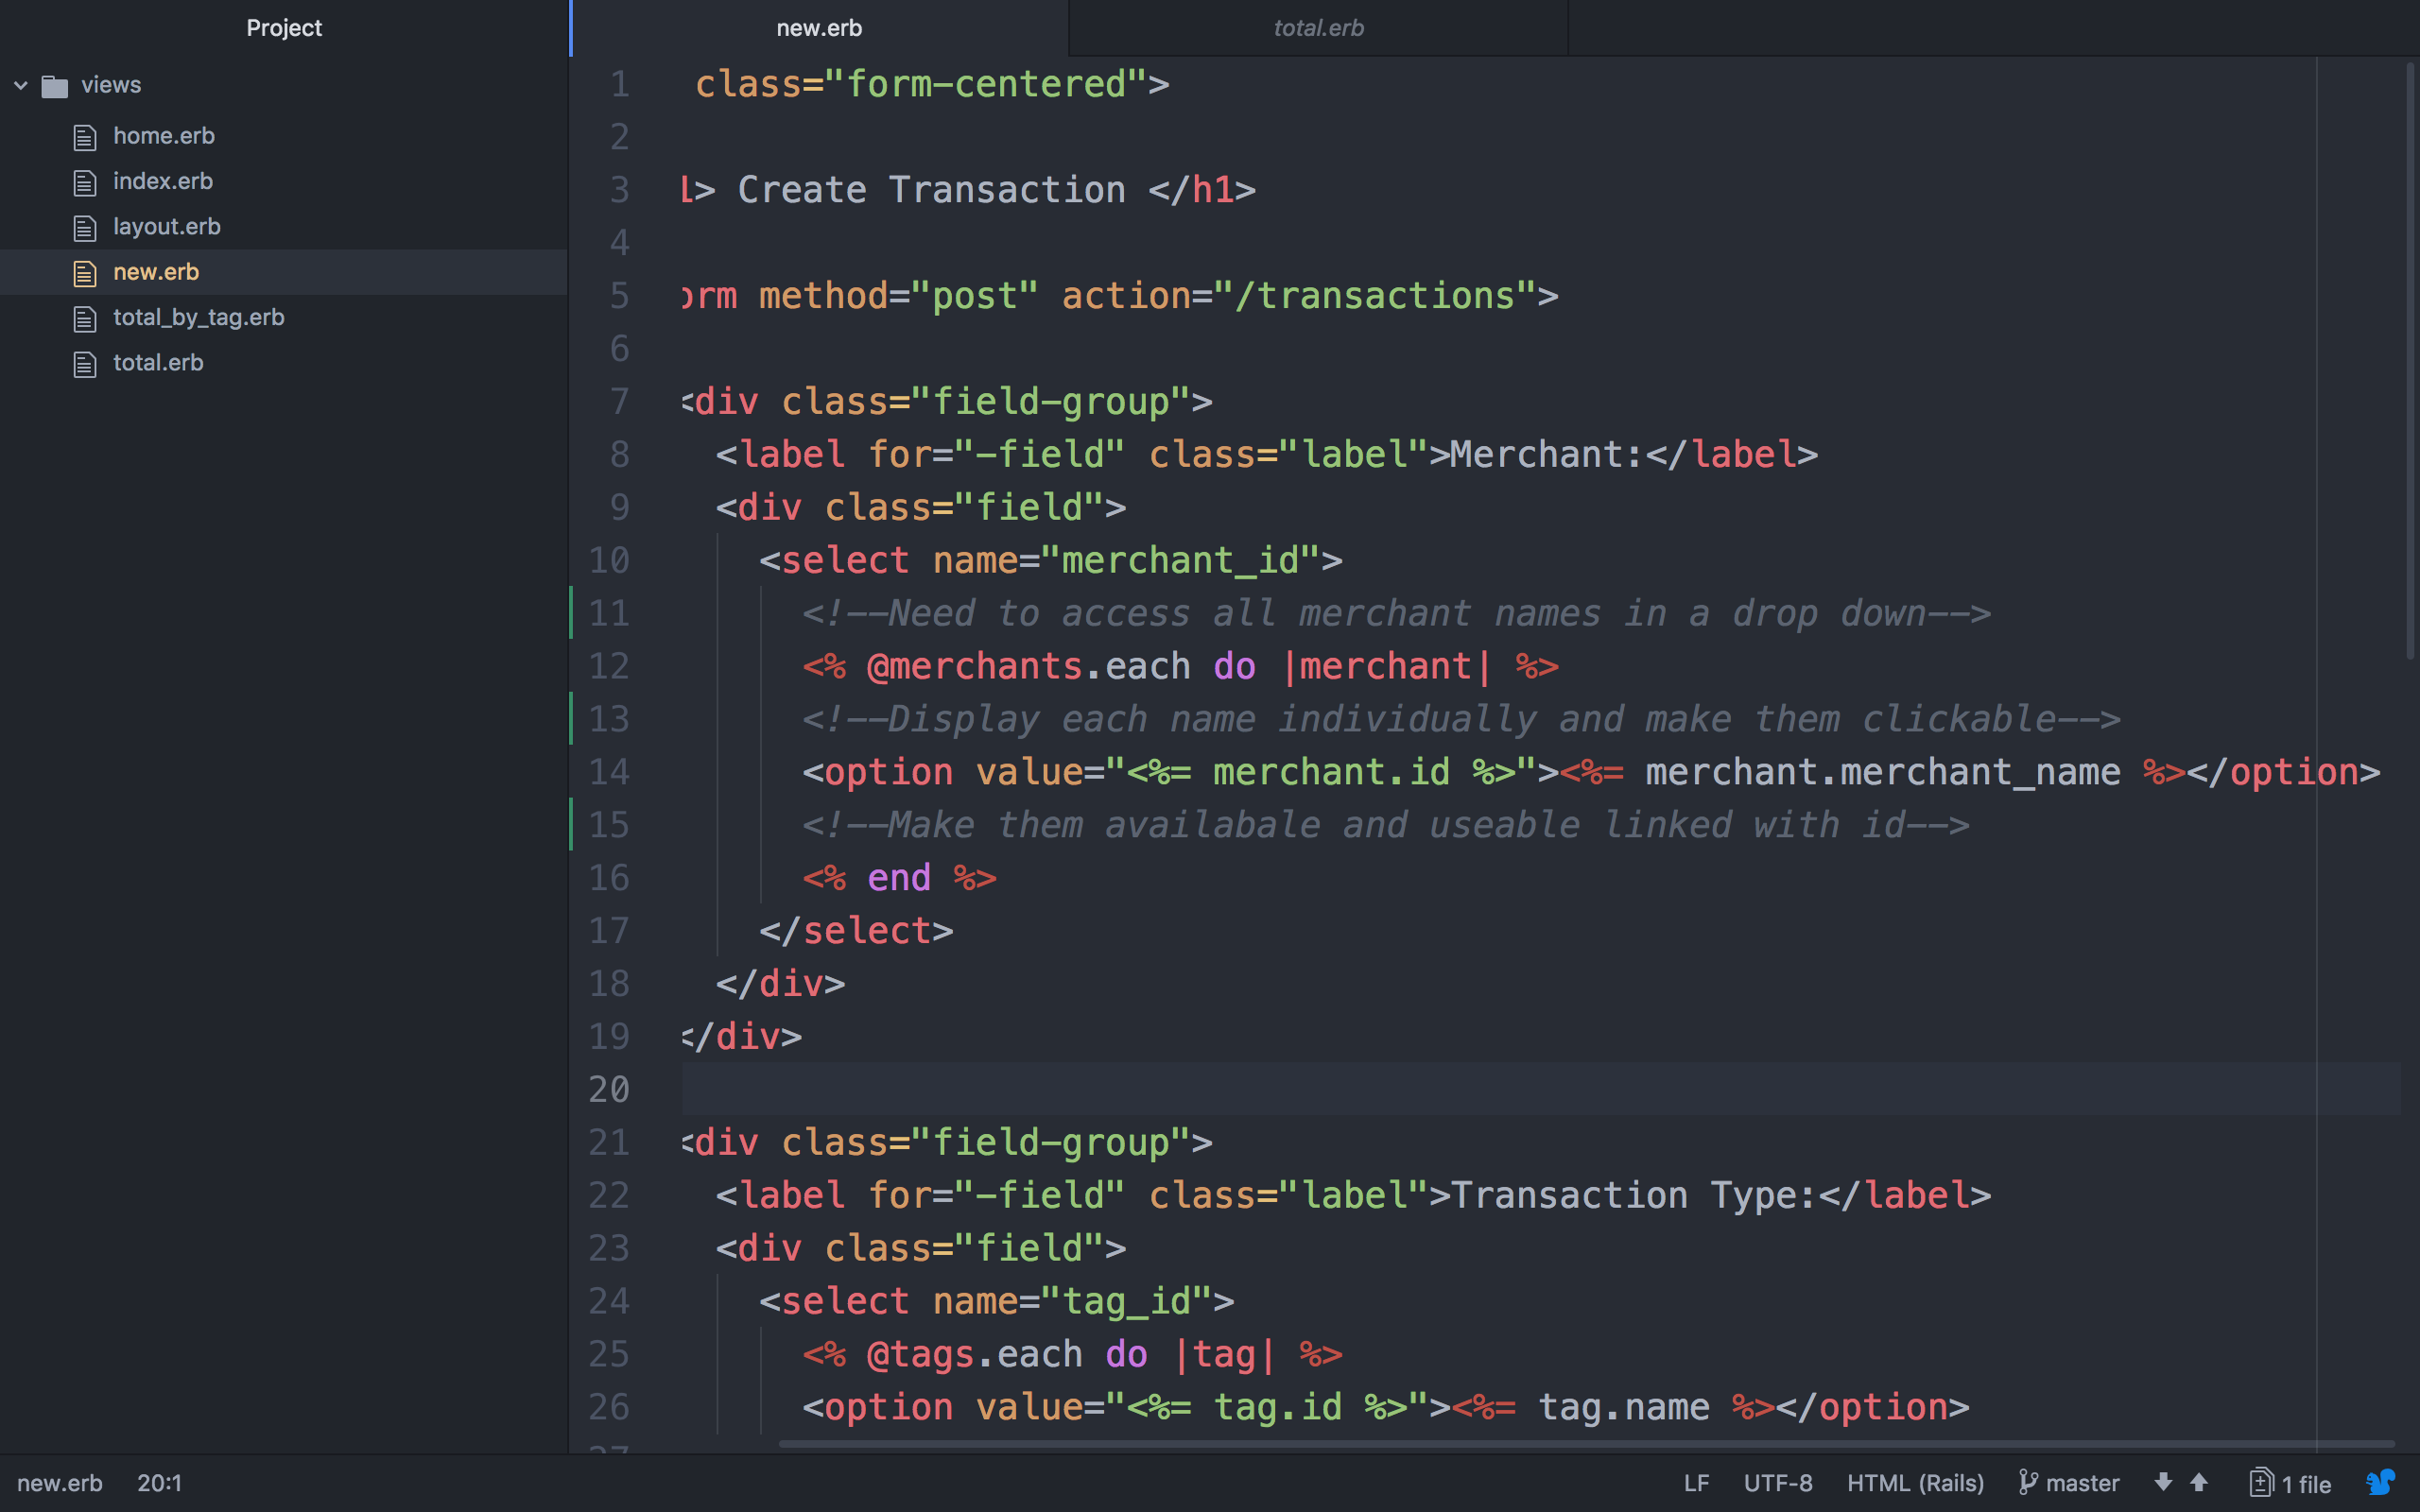 Project
views
home.erb
index.erb
layout.erb
new.erb
total_by_tag.erb
total.erb
new.erb
total.erb
1 class="form-centered">
2
3 1> Create Transaction </h1>
4
5 orm method="post" action="/transactions">
6
7 <div class="field-group">
8 <label for="-field" class="label">Merchant:</label>
9 <div class="field">
10 <select name="merchant_id">
11 <!--Need to access all merchant names in a drop down-->
12 <% @merchants.each do |merchant| %>
13 <!--Display each name individually and make them clickable-->
14 <option value="<%= merchant.id %>"><%= merchant.merchant_name %></option>
15 <!--Make them availabale and useable linked with id-->
16 <% end %>
17 </select>
18 </div>
19 </div>
20
21 <div class="field-group">
22 <label for="-field" class="label">Transaction Type:</label>
23 <div class="field">
24 <select name="tag_id">
25 <% @tags.each do |tag| %>
26 <option value="<%= tag.id %>"><%= tag.name %></option>
new.erb 20:1 LF UTF-8 HTML (Rails) master 1 file